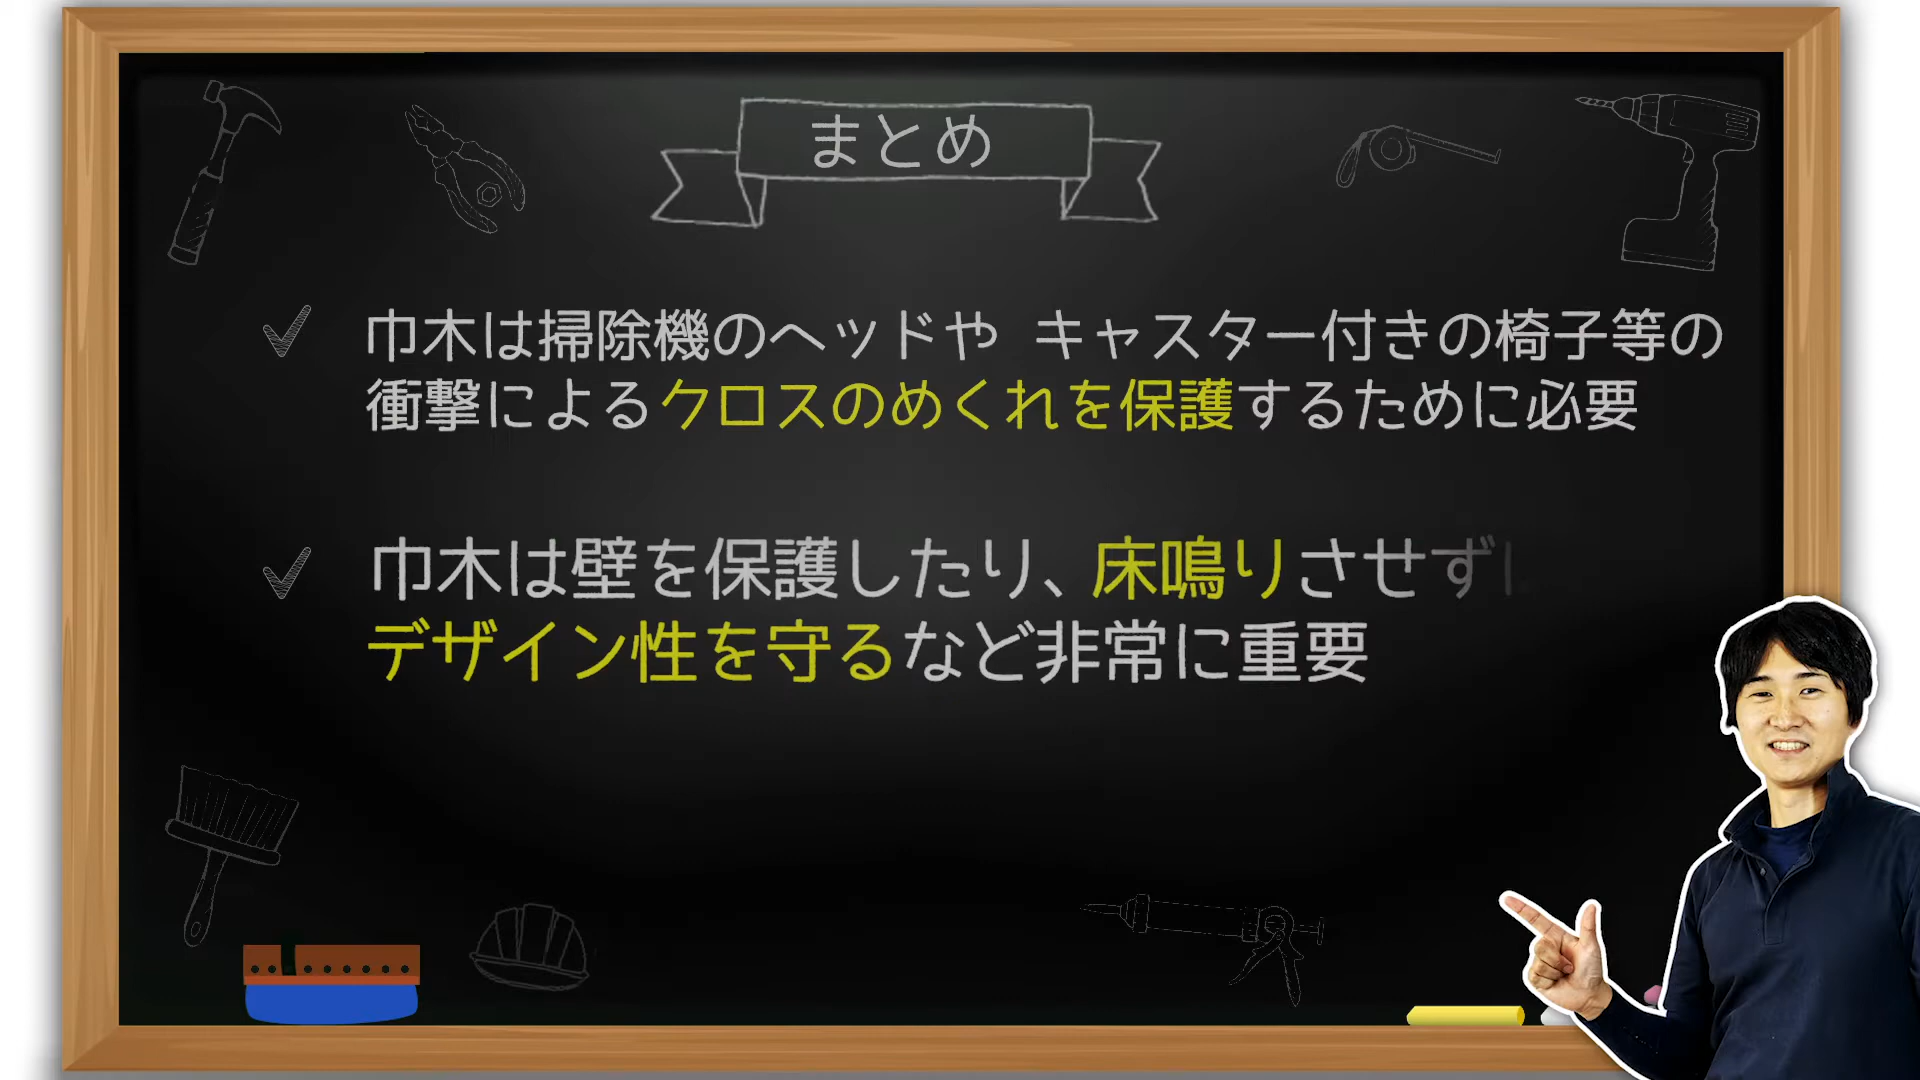 まとめ
巾木は掃除機のヘッドや キャスター付きの椅子等の
衝撃によるクロスのめくれを保護するために必要
巾木は壁を保護したり、床鳴りさせず
デザイン性を守るなど非常に重要